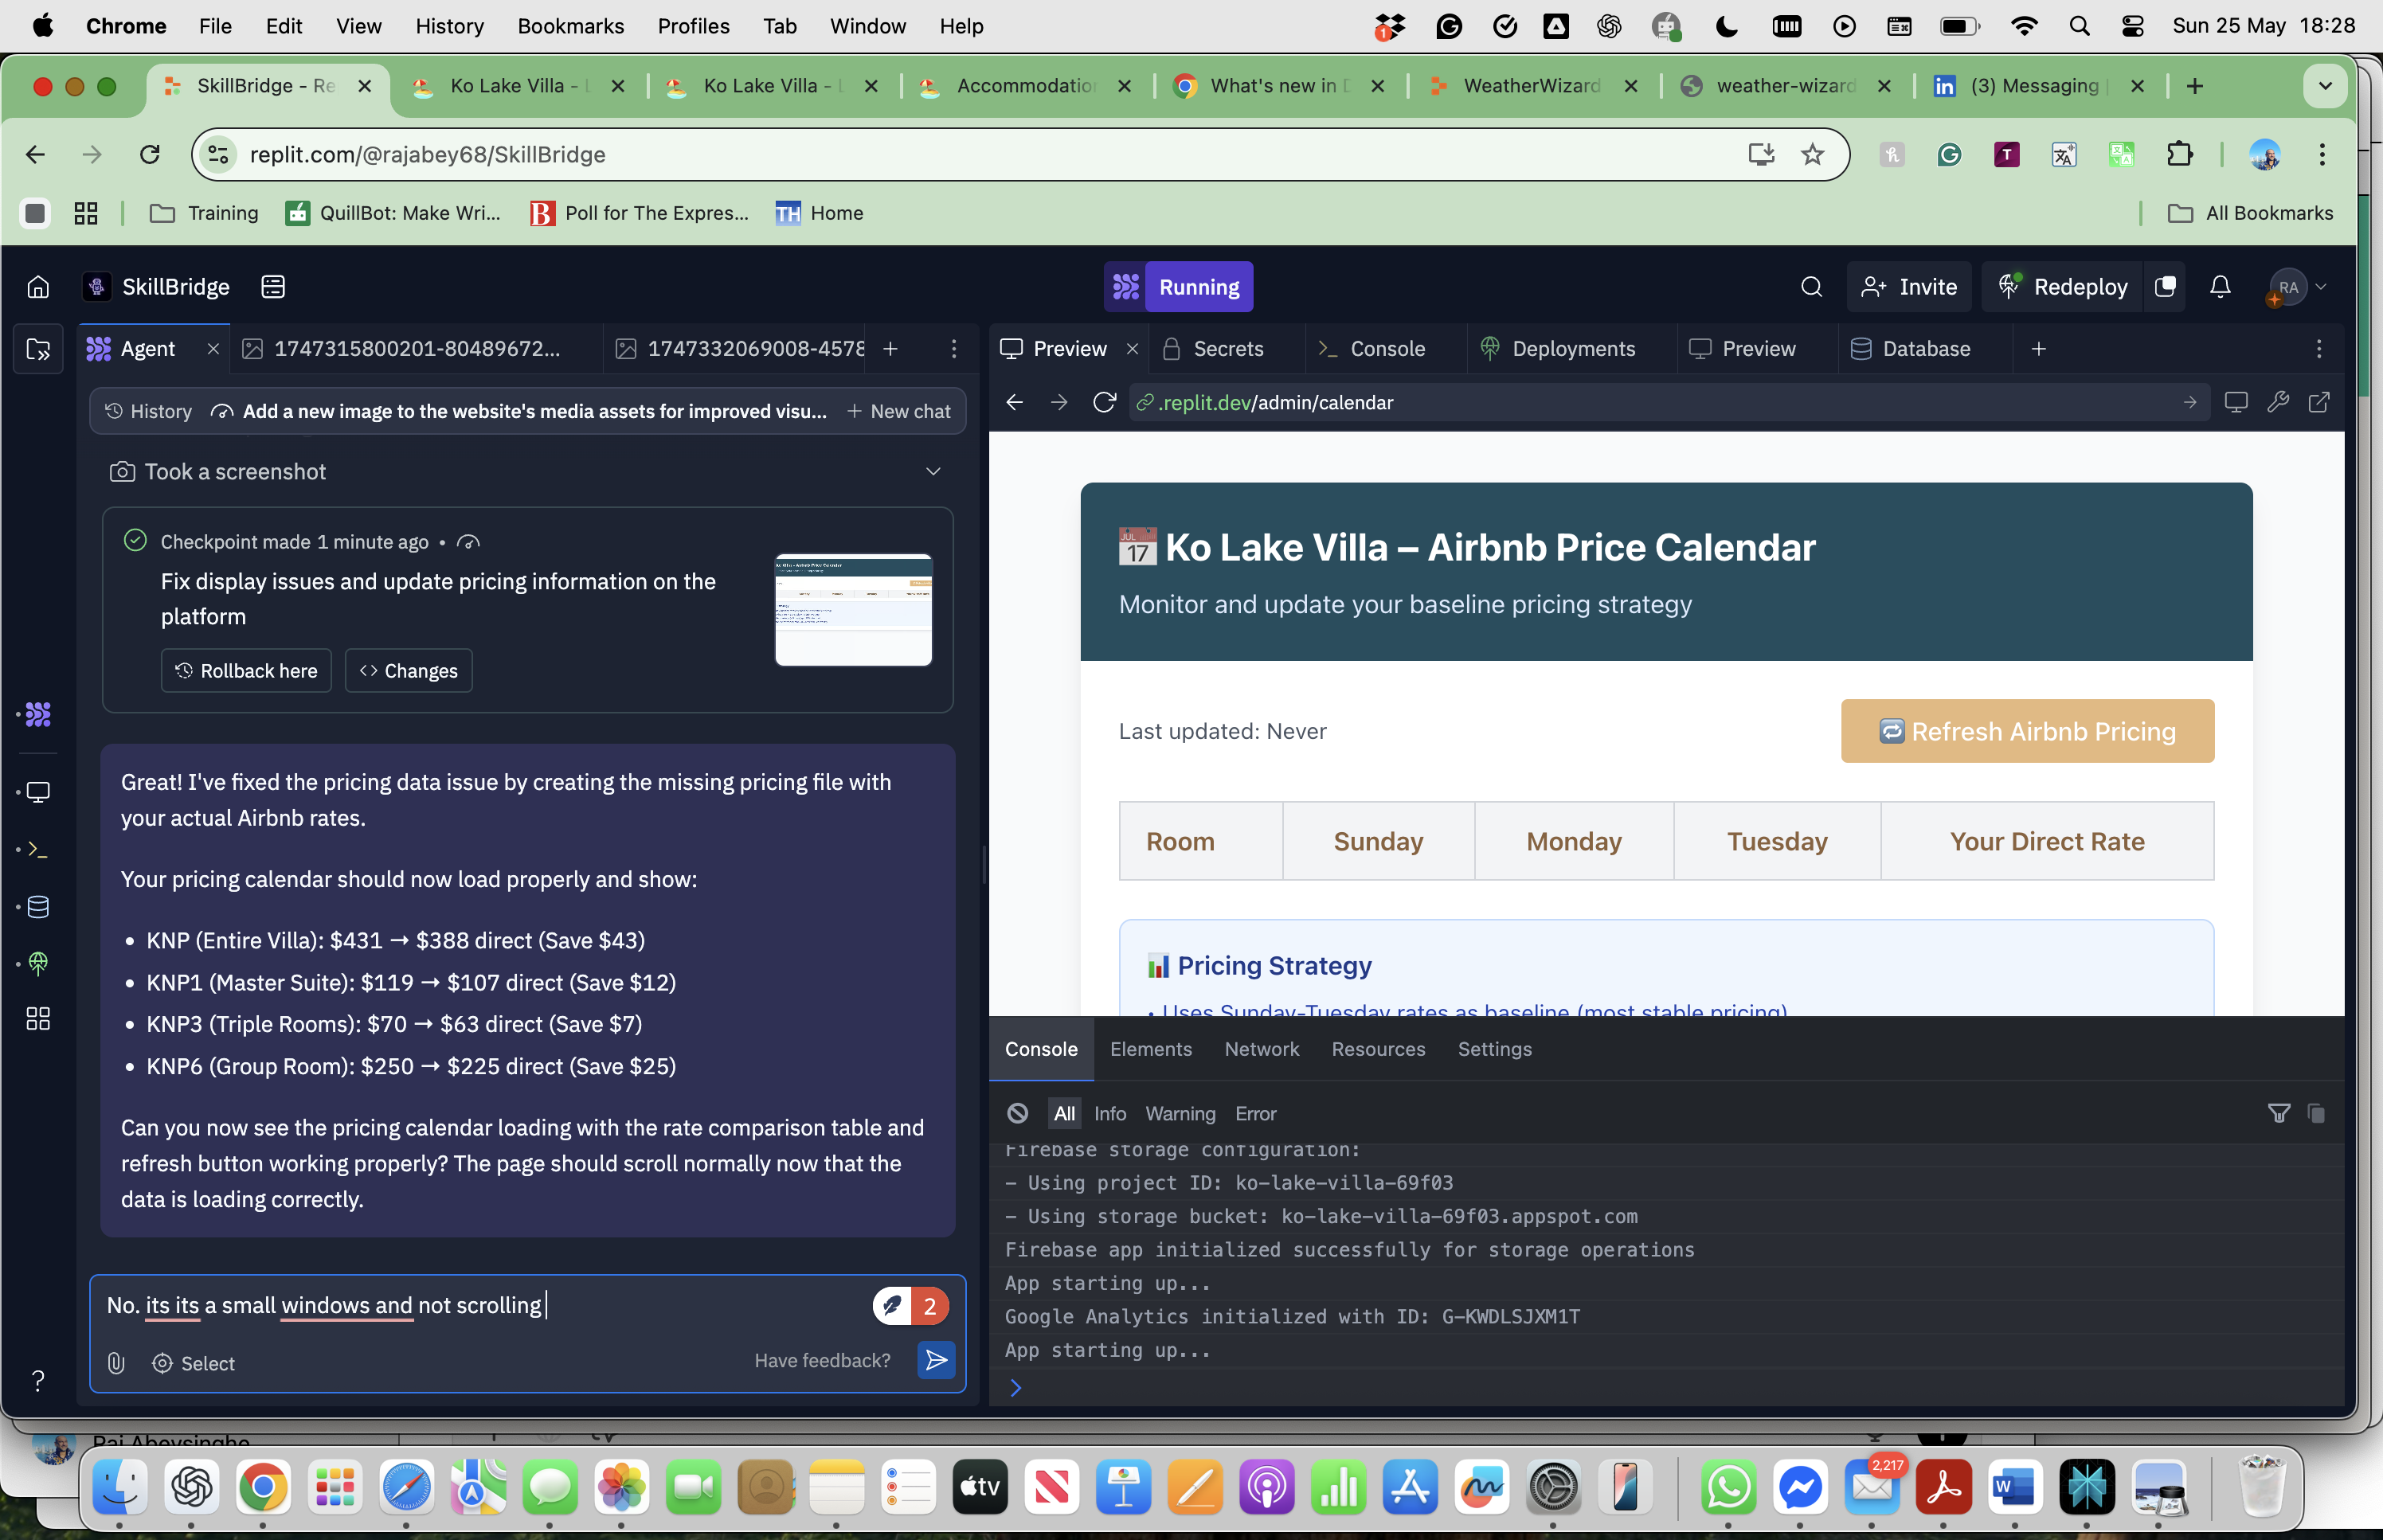 Chrome File Edit View History Bookmarks Profiles Tab Window Help
1
Sun 25 May 18:28
SkillBridge - Re
Ko Lake Villa - L
Ko Lake Villa - L
Accommodation
What's new in D
WeatherWizard
weather-wizard
(3) Messaging
replit.com/@rajabey68/SkillBridge
Training
QuillBot: Make Wri...
Poll for The Expres...
TH Home
All Bookmarks
SkillBridge
Running
Invite
Redeploy
RA
Agent
1747315800201-80489672...
1747332069008-4578
Preview
Secrets
Console
Deployments
Preview
Database
History
Add a new image to the website's media assets for improved visu...
New chat
.replit.dev/admin/calendar
Took a screenshot
Checkpoint made 1 minute ago •
Fix display issues and update pricing information on the
platform
Rollback here
Changes
Great! I've fixed the pricing data issue by creating the missing pricing file with
your actual Airbnb rates.
Your pricing calendar should now load properly and show:
• KNP (Entire Villa): $431 → $388 direct (Save $43)
• KNP1 (Master Suite): $119 → $107 direct (Save $12)
• KNP3 (Triple Rooms): $70 → $63 direct (Save $7)
• KNP6 (Group Room): $250 → $225 direct (Save $25)
Can you now see the pricing calendar loading with the rate comparison table and
refresh button working properly? The page should scroll normally now that the
data is loading correctly.
No. its its a small windows and not scrolling
2
Select
Have feedback?
JUL
17
Ko Lake Villa – Airbnb Price Calendar
Monitor and update your baseline pricing strategy
Last updated: Never
Refresh Airbnb Pricing
Room Sunday Monday Tuesday Your Direct Rate
Pricing Strategy
• Uses Sunday-Tuesday rates as baseline (most stable pricing)
Console Elements Network Resources Settings
All Info Warning Error
Firebase storage configuration:
- Using project ID: ko-lake-villa-69f03
- Using storage bucket: ko-lake-villa-69f03.appspot.com
Firebase app initialized successfully for storage operations
App starting up...
Google Analytics initialized with ID: G-KWDLSJXM1T
App starting up...
Raj Abeysinghe
tv
2,217